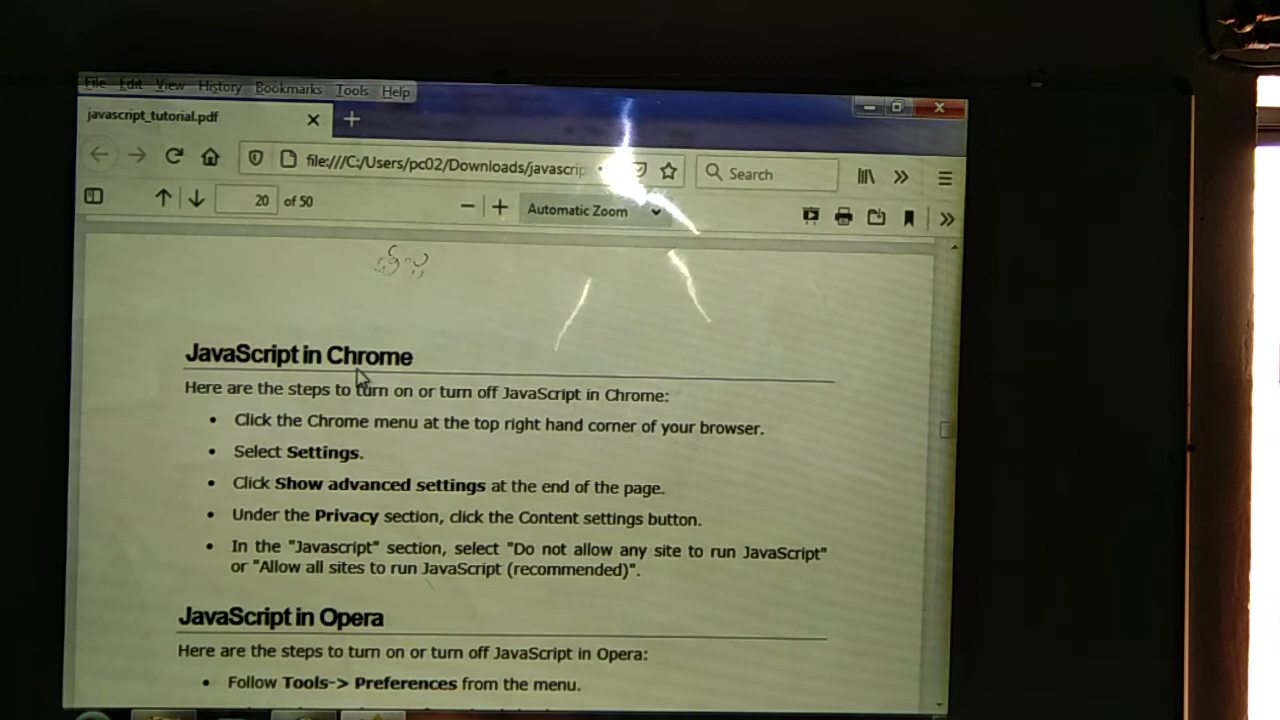 File Edit View History Bookmarks Tools Help
javascript_tutorial.pdf
file:///C:/Users/pc02/Downloads/javascrip
Search
20 of 50
Automatic Zoom
JavaScript in Chrome
Here are the steps to turn on or turn off JavaScript in Chrome:
• Click the Chrome menu at the top right hand corner of your browser.
• Select Settings.
• Click Show advanced settings at the end of the page.
• Under the Privacy section, click the Content settings button.
• In the "Javascript" section, select "Do not allow any site to run JavaScript"
or "Allow all sites to run JavaScript (recommended)".
JavaScript in Opera
Here are the steps to turn on or turn off JavaScript in Opera:
• Follow Tools-> Preferences from the menu.